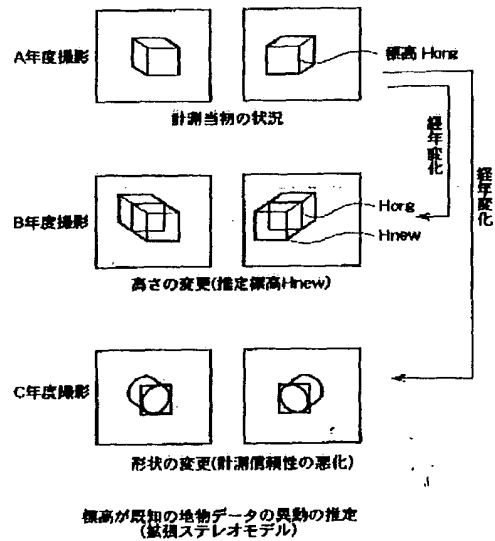 A年度撮影
標高 Horg
計測当初の状況
経年変化
経年変化
B年度撮影
Horg
Hnew
高さの変更(推定標高Hnew)
C年度撮影
形状の変更(計測信頼性の悪化)
標高が既知の地物データの異動の推定
(拡張ステレオモデル)